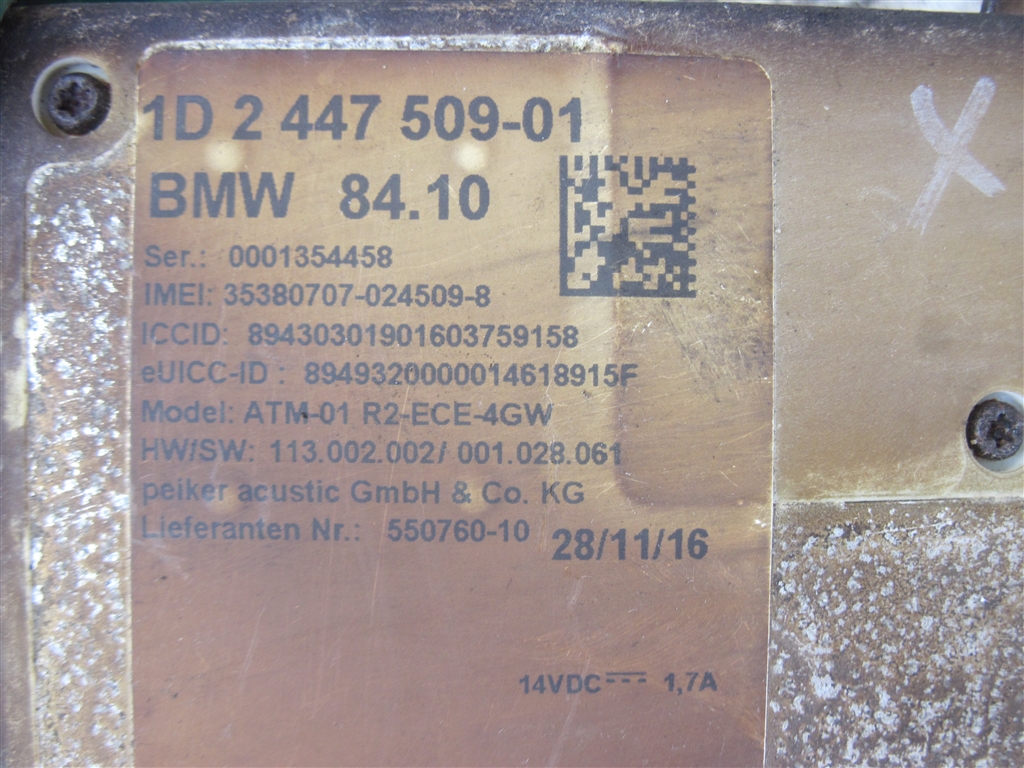 1D 2 447 509-01
BMW 84.10
Ser.: 0001354458
IMEI: 35380707-024509-8
ICCID: 89430301901603759158
eUICC-ID : 8949320000014618915F
Model: ATM-01 R2-ECE-4GW
HW/SW: 113.002.002/ 001.028.061
peiker acustic GmbH & Co. KG
Lieferanten Nr.: 550760-10
28/11/16
14VDC 1,7A
X